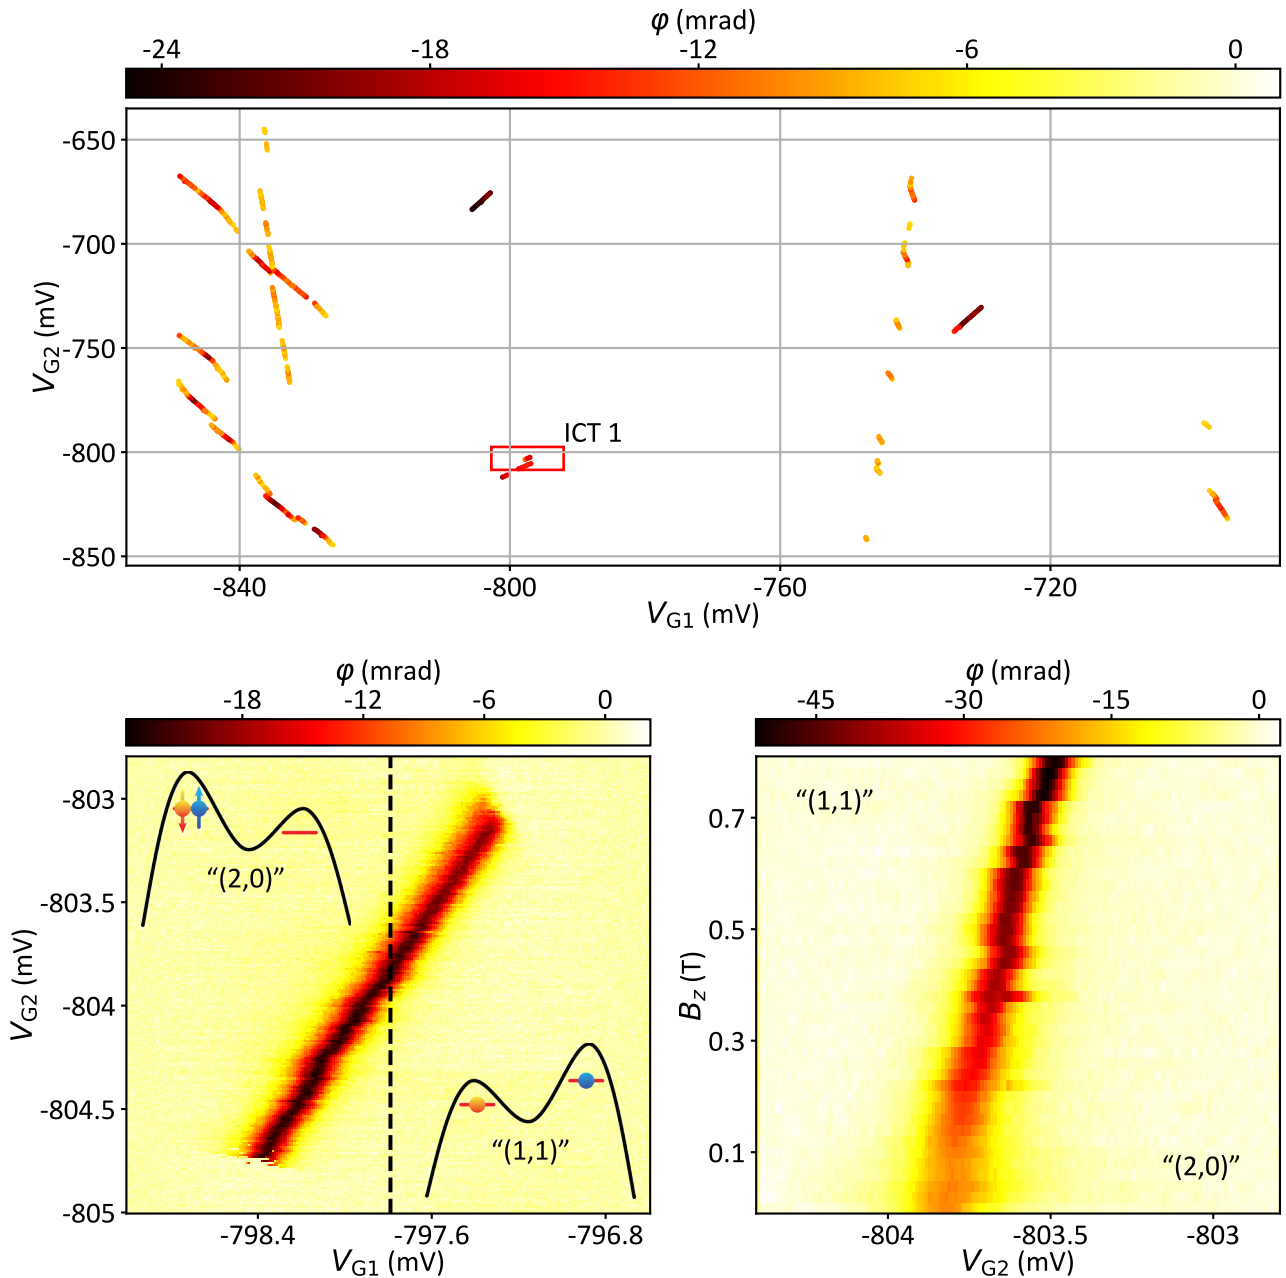 φ (mrad)
-24 -18 -12 -6 0
-650
-700
-750
-800
-850
V_G2 (mV)
ICT 1
-840 -800 -760 -720
V_G1 (mV)
φ (mrad)
-18 -12 -6 0
φ (mrad)
-45 -30 -15 0
-803
-803.5
-804
-804.5
-805
V_G2 (mV)
“(2,0)”
“(1,1)”
-798.4 -797.6 -796.8
V_G1 (mV)
0.7
0.5
0.3
0.1
B_z (T)
“(1,1)”
“(2,0)”
-804 -803.5 -803
V_G2 (mV)